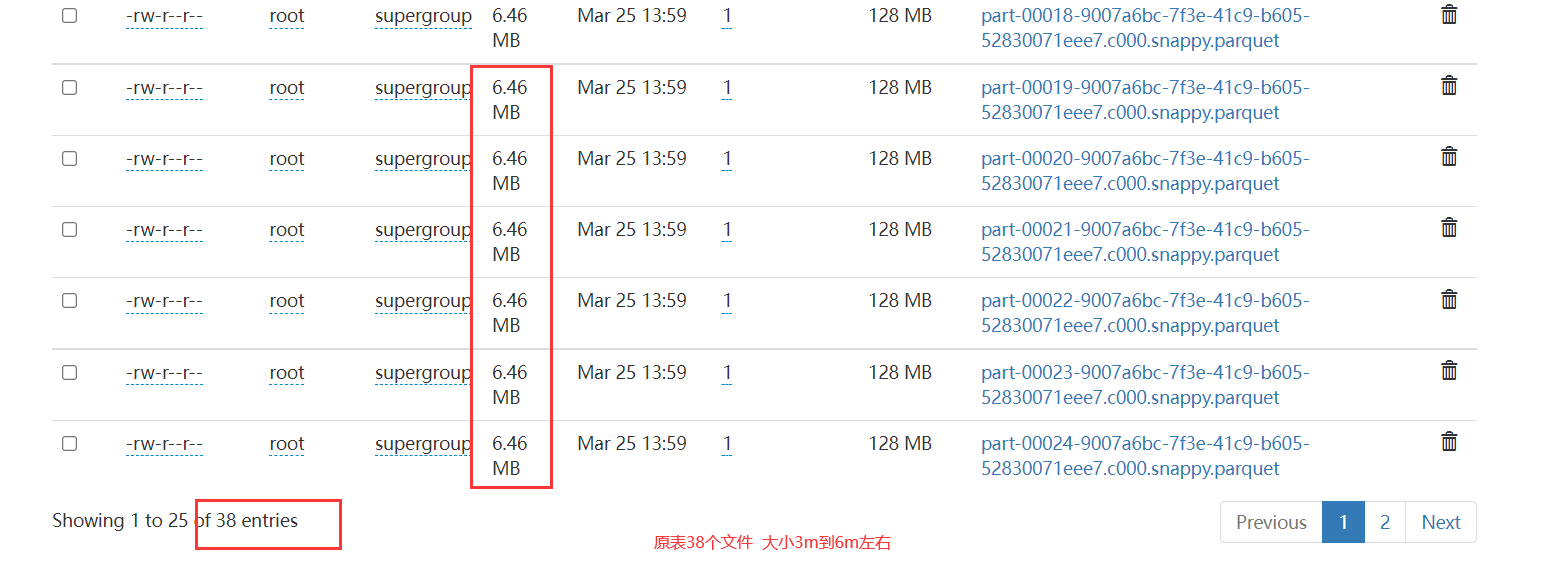 -rw-r--r-- root supergroup 6.46 Mar 25 13:59 1 128 MB part-00018-9007a6bc-7f3e-41c9-b605-
MB 52830071eee7.c000.snappy.parquet
-rw-r--r-- root supergroup 6.46 Mar 25 13:59 1 128 MB part-00019-9007a6bc-7f3e-41c9-b605-
MB 52830071eee7.c000.snappy.parquet
-rw-r--r-- root supergroup 6.46 Mar 25 13:59 1 128 MB part-00020-9007a6bc-7f3e-41c9-b605-
MB 52830071eee7.c000.snappy.parquet
-rw-r--r-- root supergroup 6.46 Mar 25 13:59 1 128 MB part-00021-9007a6bc-7f3e-41c9-b605-
MB 52830071eee7.c000.snappy.parquet
-rw-r--r-- root supergroup 6.46 Mar 25 13:59 1 128 MB part-00022-9007a6bc-7f3e-41c9-b605-
MB 52830071eee7.c000.snappy.parquet
-rw-r--r-- root supergroup 6.46 Mar 25 13:59 1 128 MB part-00023-9007a6bc-7f3e-41c9-b605-
MB 52830071eee7.c000.snappy.parquet
-rw-r--r-- root supergroup 6.46 Mar 25 13:59 1 128 MB part-00024-9007a6bc-7f3e-41c9-b605-
MB 52830071eee7.c000.snappy.parquet
Showing 1 to 25 of 38 entries Previous 1 2 Next
原表38个文件 大小3m到6m左右